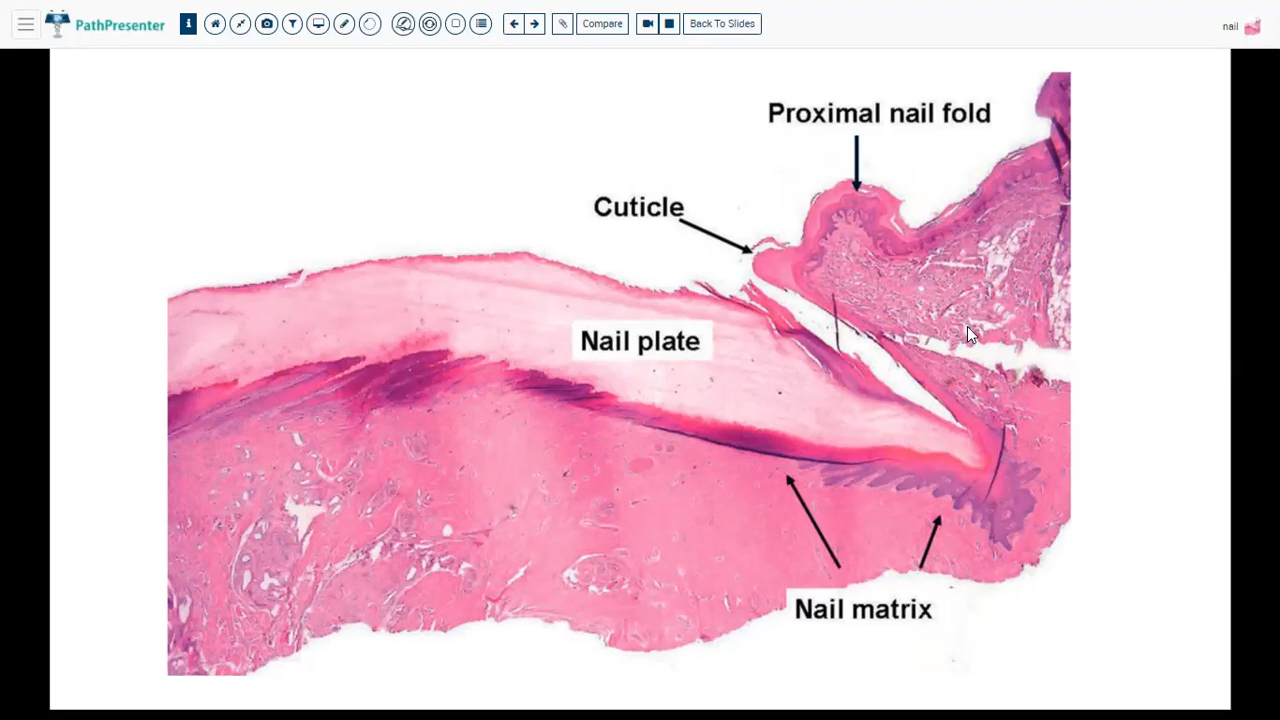 PathPresenter
Compare
Back To Slides
nail
Proximal nail fold
Cuticle
Nail plate
Nail matrix